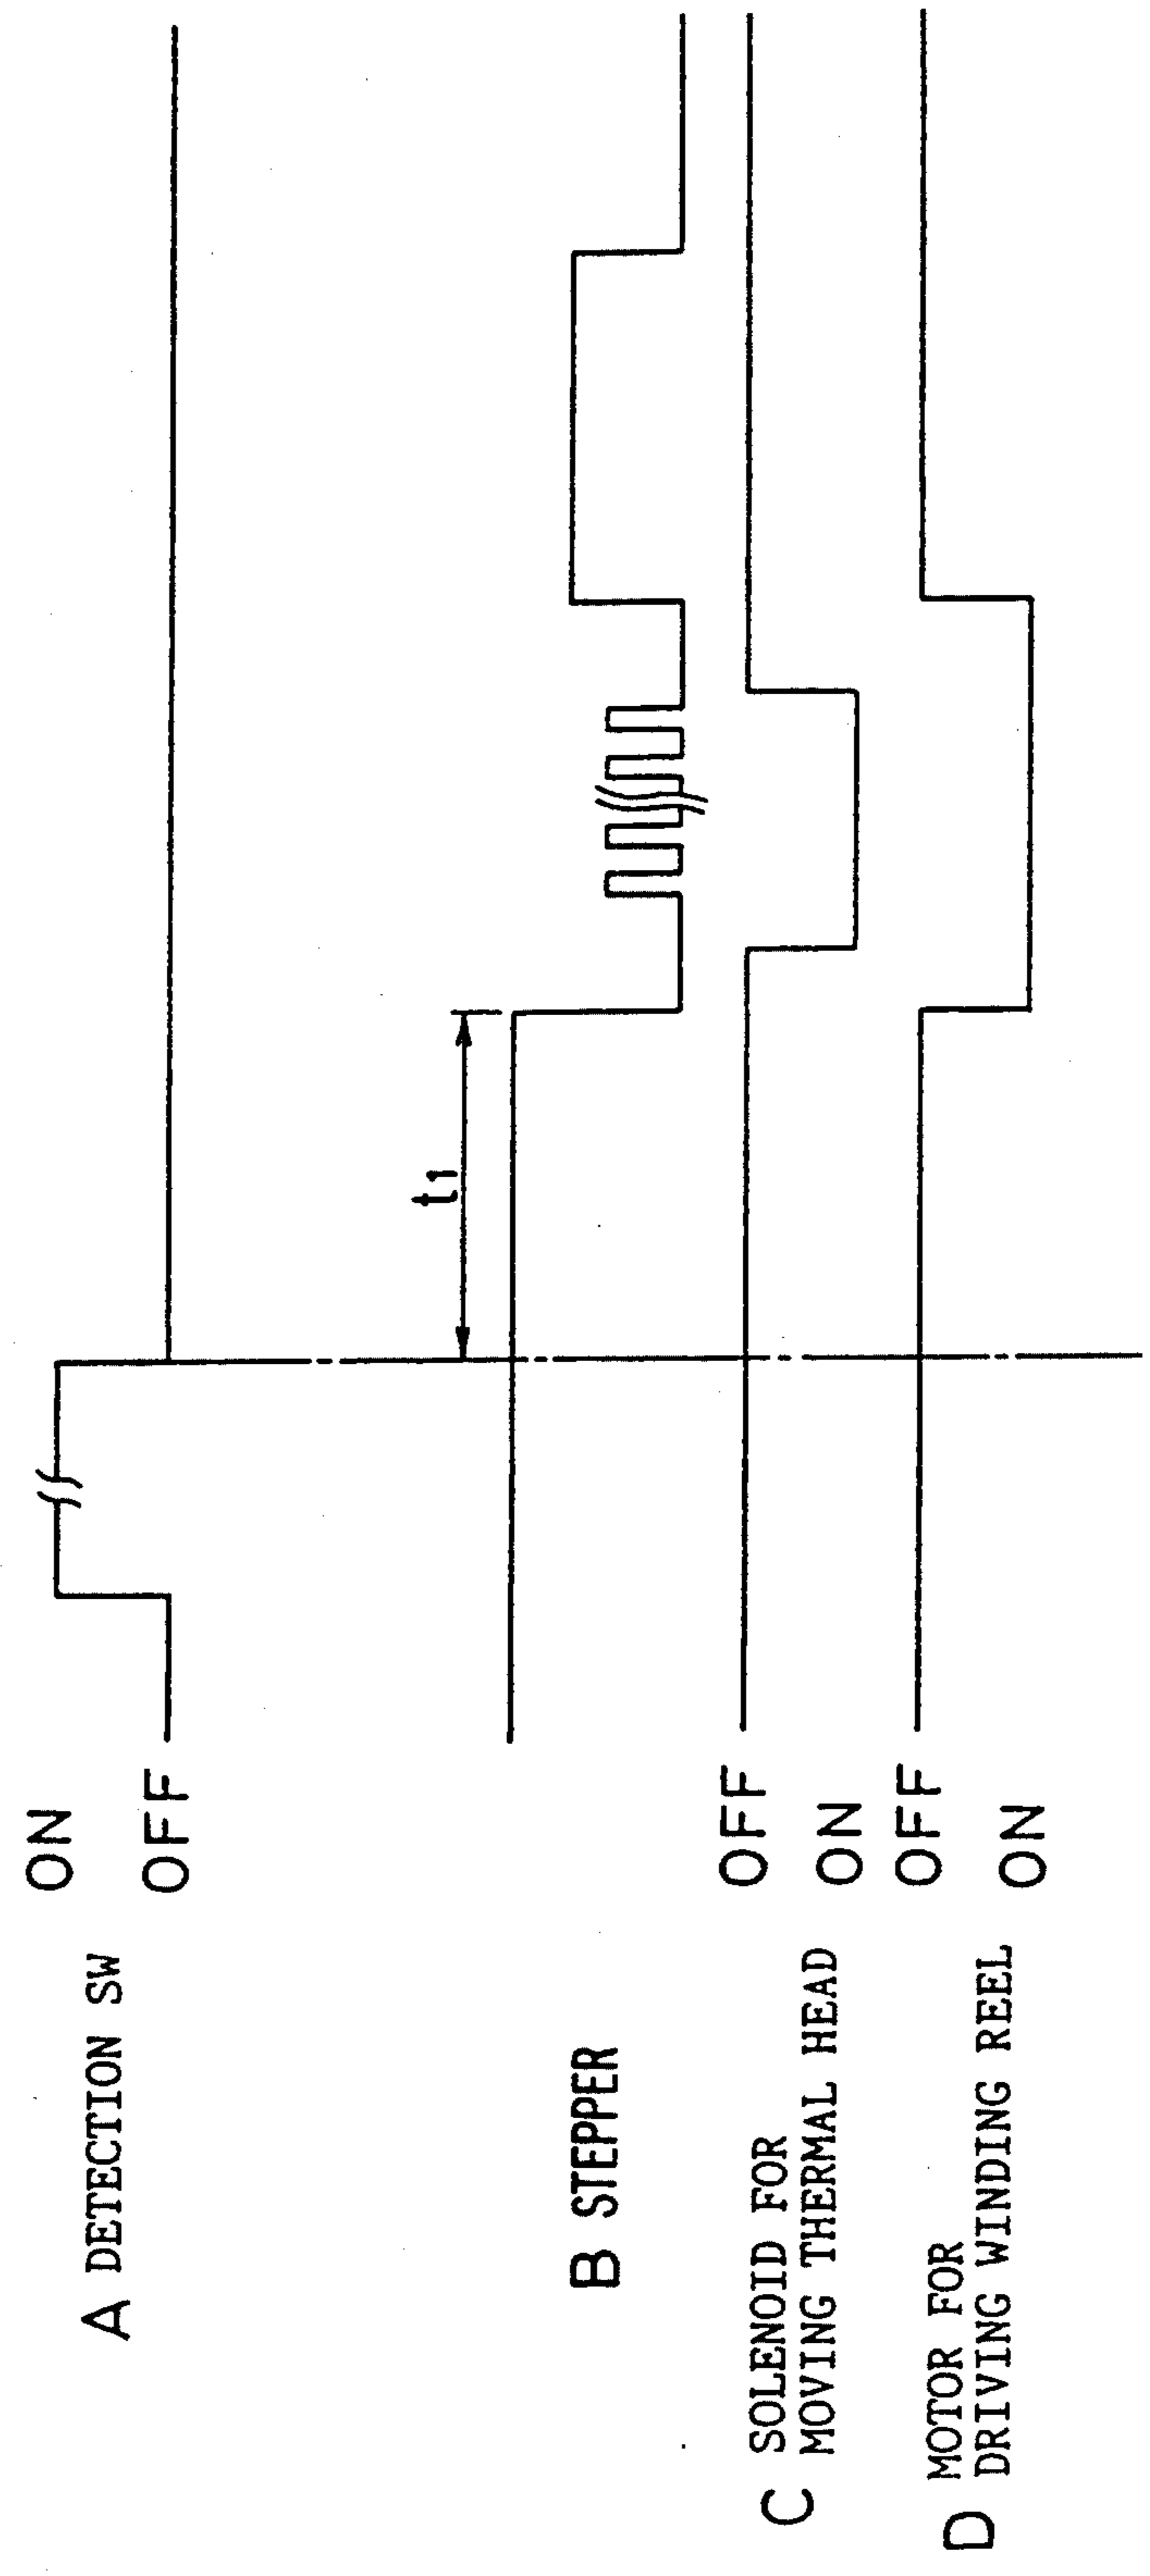 A DETECTION SW
ON
OFF
t1
B STEPPER
C SOLENOID FOR
MOVING THERMAL HEAD
OFF
ON
D MOTOR FOR
DRIVING WINDING REEL
OFF
ON